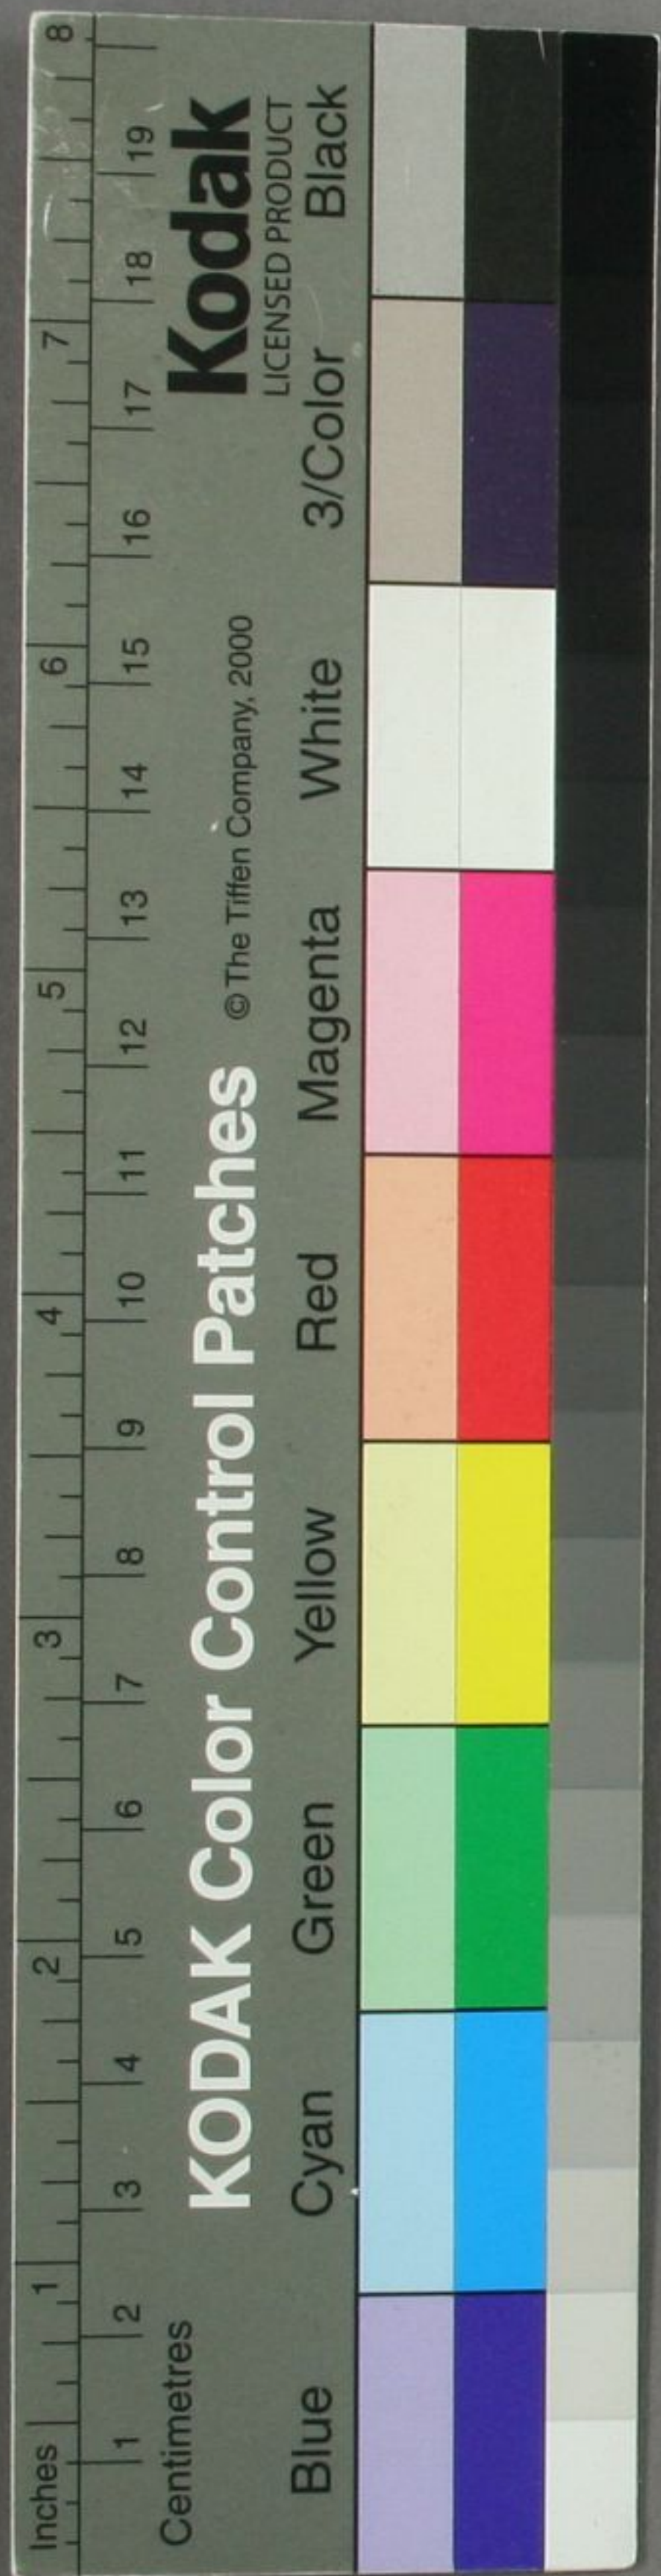 Inches 1 2 3 4 5 6 7 8
1 2 3 4 5 6 7 8 9 10 11 12 13 14 15 16 17 18 19
Centimetres
KODAK Color Control Patches © The Tiffen Company, 2000 Kodak
LICENSED PRODUCT
Blue Cyan Green Yellow Red Magenta White 3/Color Black